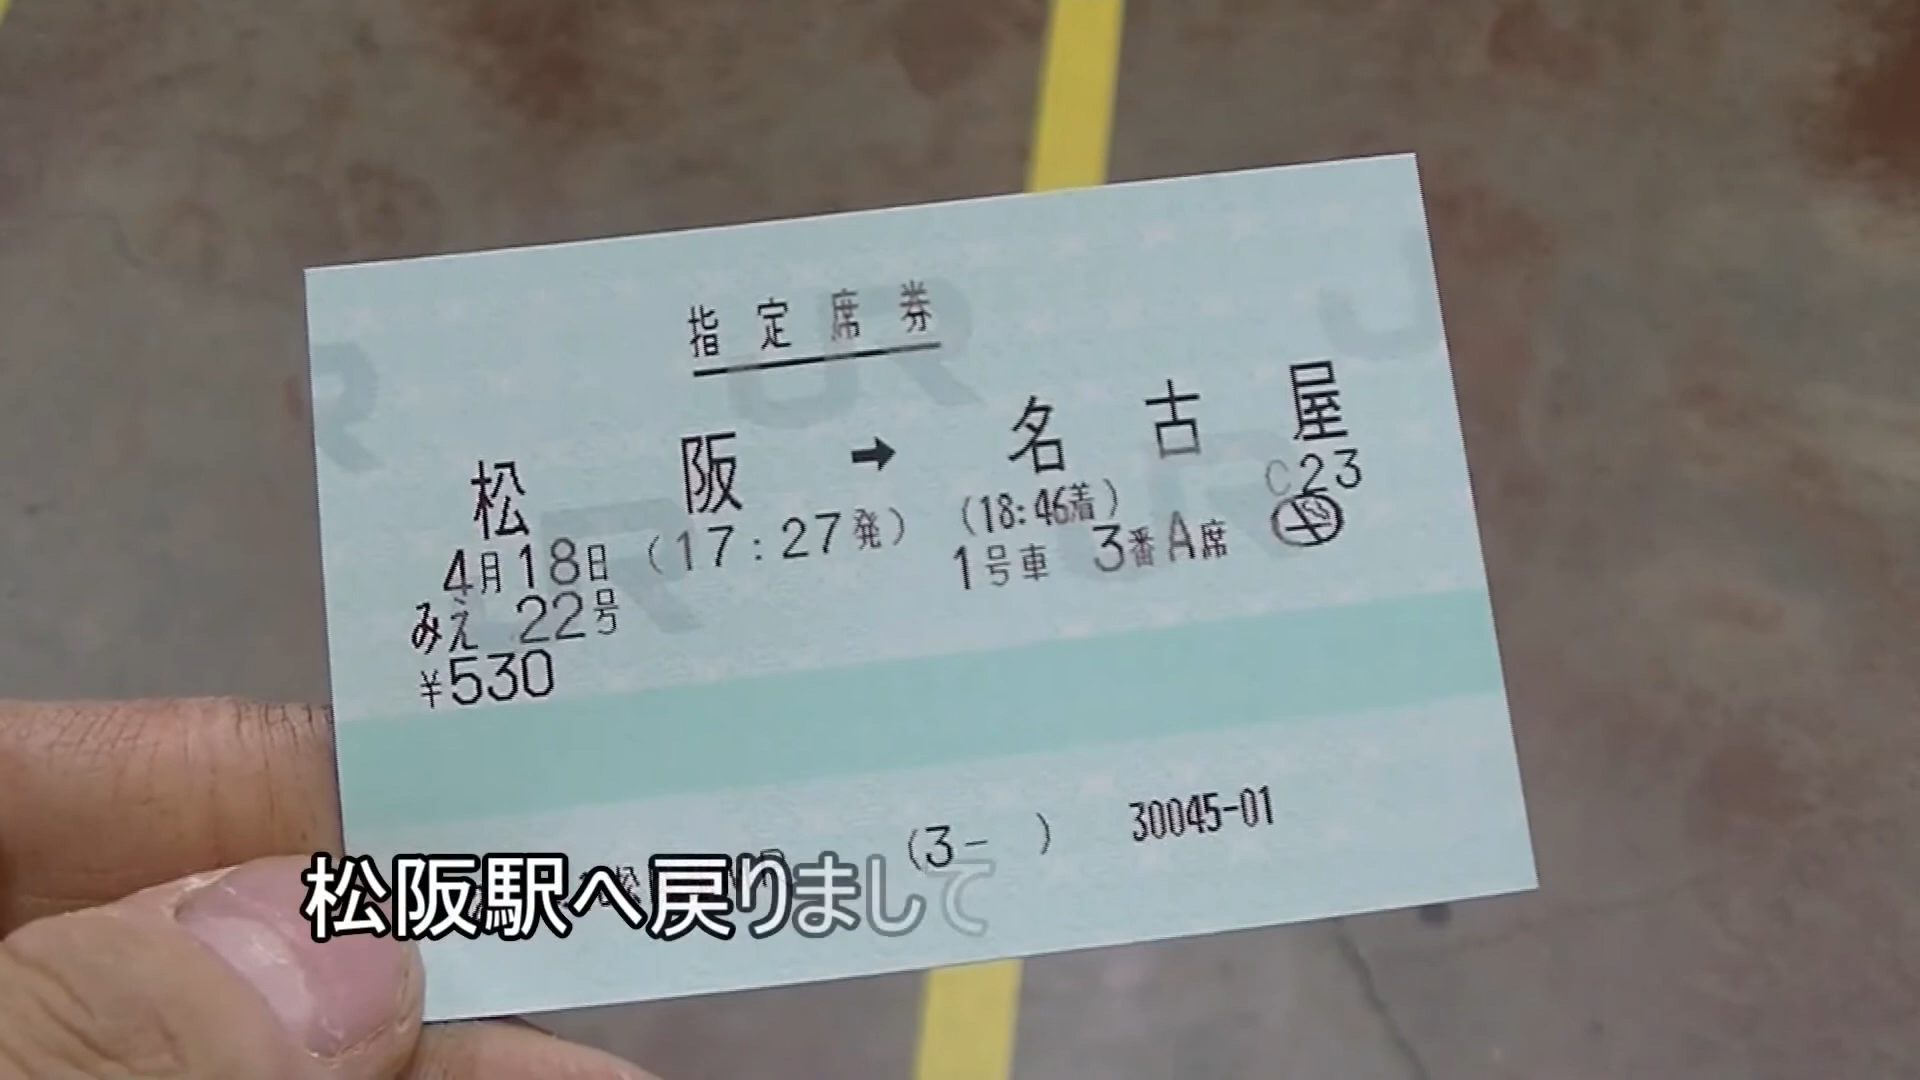 指定席券
松阪 ➡ 名古屋
4月18日 (17:27発) (18:46着) C23
みえ 22号 1号車 3番A席
¥530
(3- ) 30045-01
松阪駅へ戻りまして